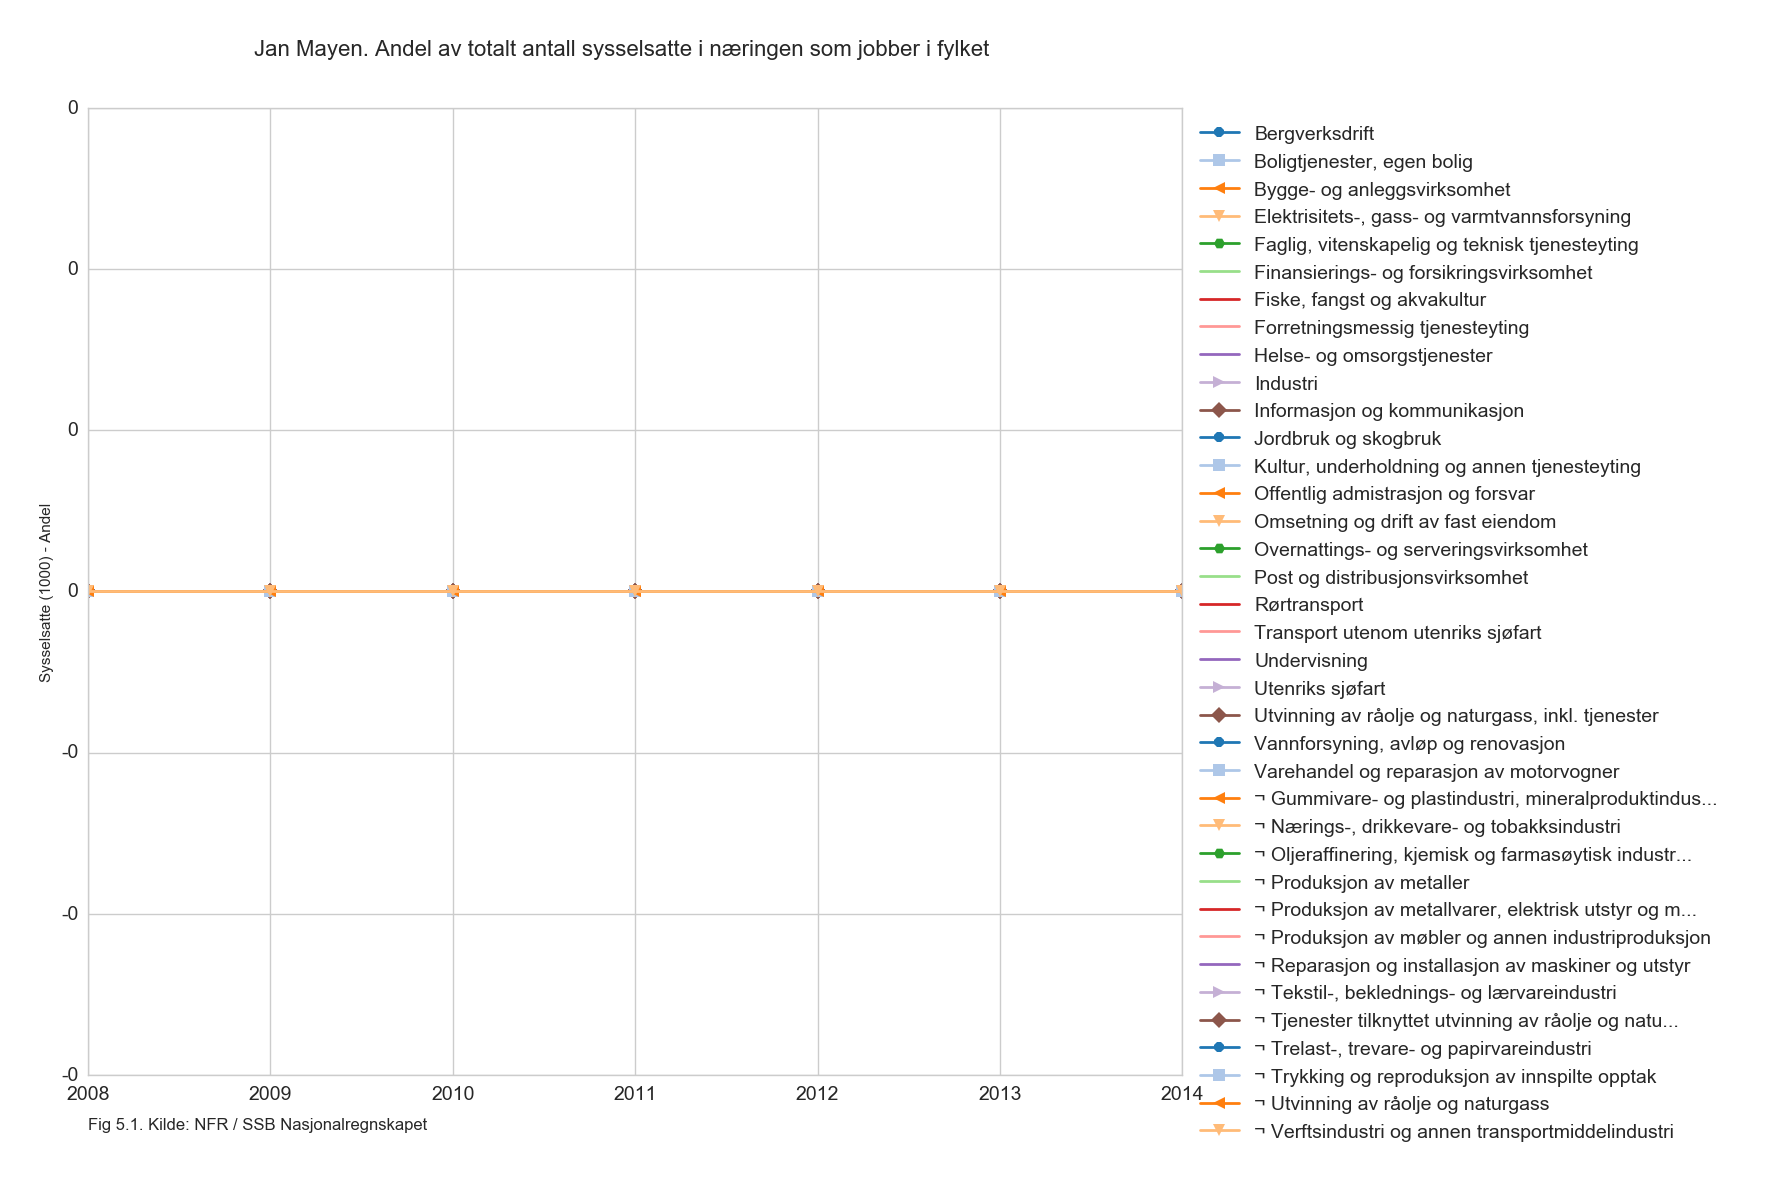 Jan Mayen. Andel av totalt antall sysselsatte i næringen som jobber i fylket
0
0
0
0
-0
-0
-0
Sysselsatte (1000) - Andel
2008 2009 2010 2011 2012 2013 2014
Fig 5.1. Kilde: NFR / SSB Nasjonalregnskapet
Bergverksdrift
Boligtjenester, egen bolig
Bygge- og anleggsvirksomhet
Elektrisitets-, gass- og varmtvannsforsyning
Faglig, vitenskapelig og teknisk tjenesteyting
Finansierings- og forsikringsvirksomhet
Fiske, fangst og akvakultur
Forretningsmessig tjenesteyting
Helse- og omsorgstjenester
Industri
Informasjon og kommunikasjon
Jordbruk og skogbruk
Kultur, underholdning og annen tjenesteyting
Offentlig admistrasjon og forsvar
Omsetning og drift av fast eiendom
Overnattings- og serveringsvirksomhet
Post og distribusjonsvirksomhet
Rørtransport
Transport utenom utenriks sjøfart
Undervisning
Utenriks sjøfart
Utvinning av råolje og naturgass, inkl. tjenester
Vannforsyning, avløp og renovasjon
Varehandel og reparasjon av motorvogner
¬ Gummivare- og plastindustri, mineralproduktindus...
¬ Nærings-, drikkevare- og tobakksindustri
¬ Oljeraffinering, kjemisk og farmasøytisk industr...
¬ Produksjon av metaller
¬ Produksjon av metallvarer, elektrisk utstyr og m...
¬ Produksjon av møbler og annen industriproduksjon
¬ Reparasjon og installasjon av maskiner og utstyr
¬ Tekstil-, beklednings- og lærvareindustri
¬ Tjenester tilknyttet utvinning av råolje og natu...
¬ Trelast-, trevare- og papirvareindustri
¬ Trykking og reproduksjon av innspilte opptak
¬ Utvinning av råolje og naturgass
¬ Verftsindustri og annen transportmiddelindustri